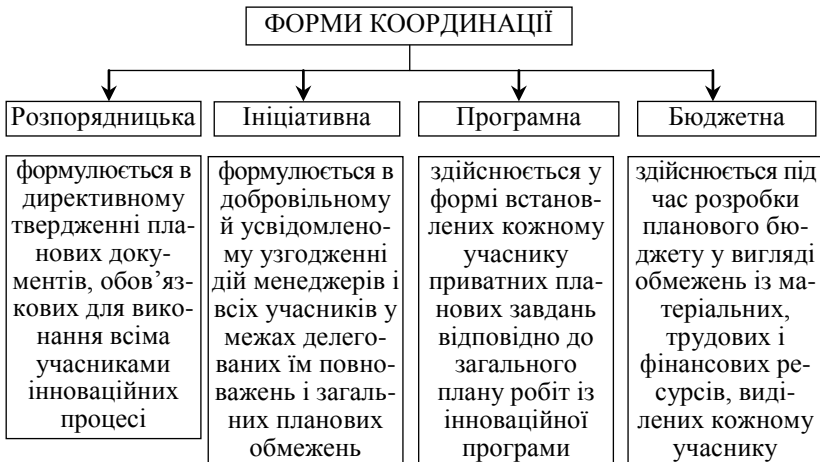 ФОРМИ КООРДИНАЦІЇ
Розпорядницька
формулюється в
директивному
твердженні пла-
нових доку-
ментів, обов’яз-
кових для вико-
нання всіма
учасниками
інноваційних
процесі
Ініціативна
формулюється в
добровільному
й усвідомлено-
му узгодженні
дій менеджерів і
всіх учасників у
межах делего-
ваних їм повно-
важень і загаль-
них планових
обмежень
Програмна
здійснюється у
формі встанов-
лених кожному
учаснику
приватних пла-
нових завдань
відповідно до
загального
плану робіт із
інноваційної
програми
Бюджетна
здійснюється під
час розробки
планового бю-
джету у вигляді
обмежень із ма-
теріальних,
трудових і
фінансових ре-
сурсів, виді-
лених кожному
учаснику